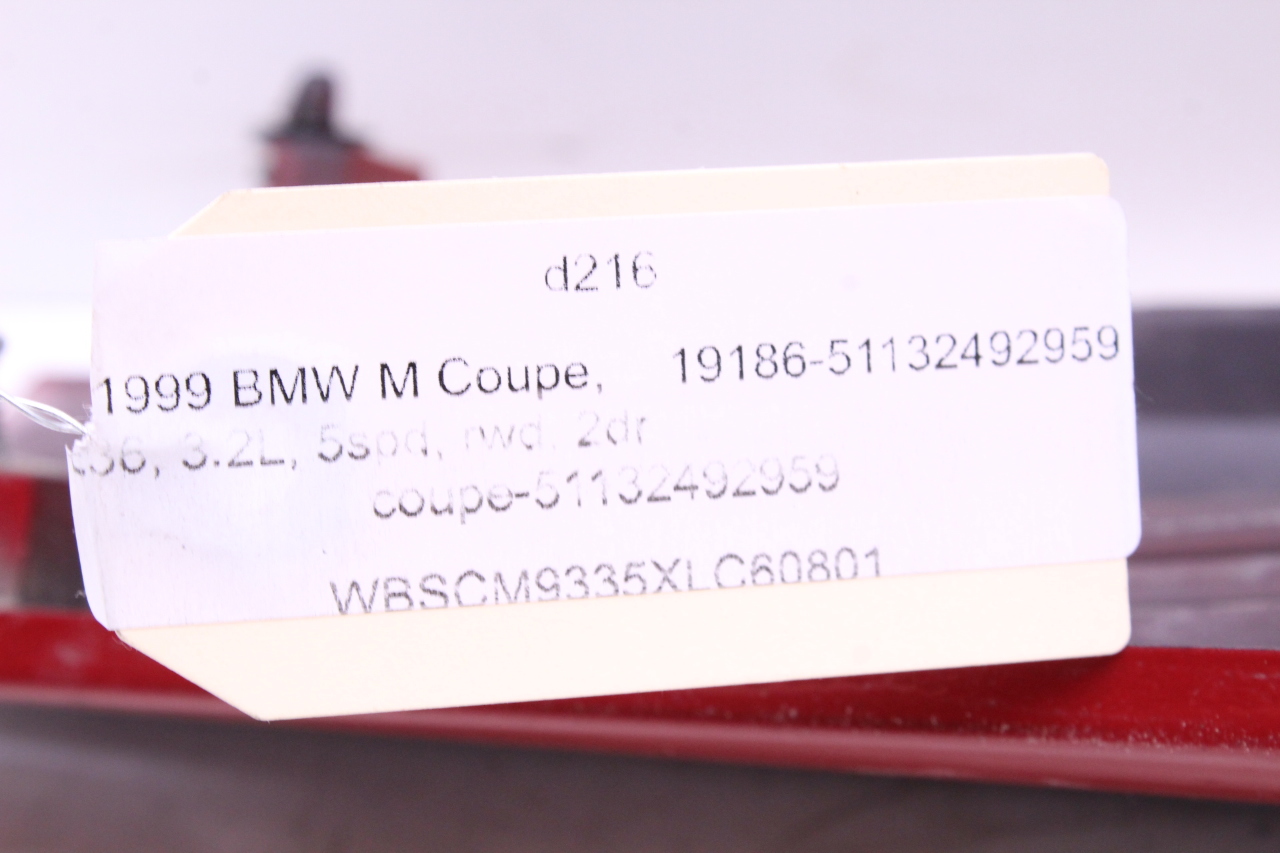 d216
1999 BMW M Coupe, 19186-51132492959
e36, 3.2L, 5spd, rwd, 2dr
coupe-51132492959
WBSCM9335XLC60801